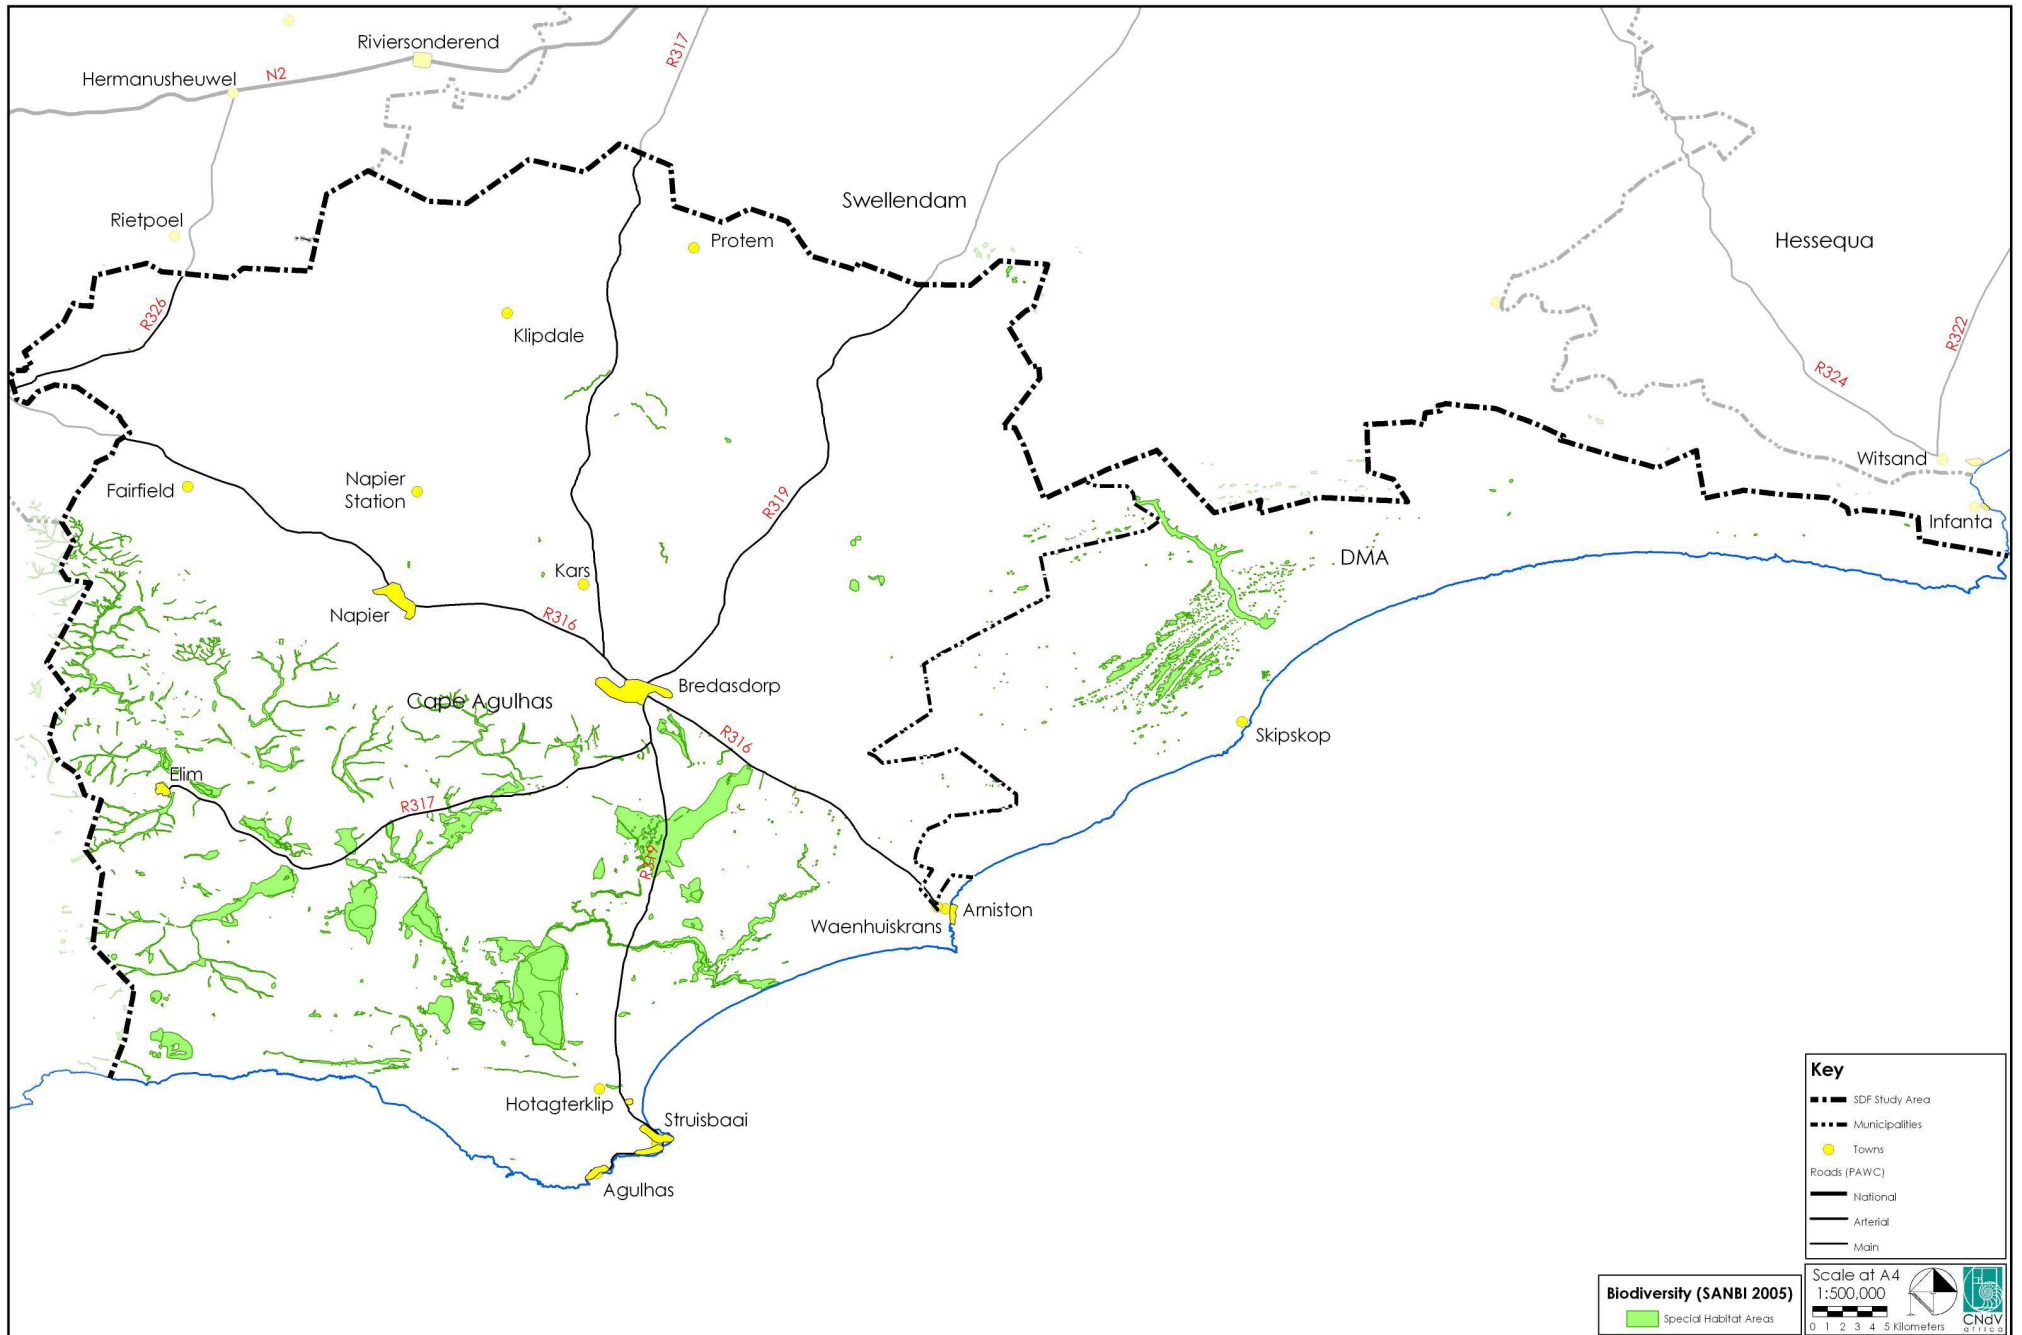 Riviersonderend
R317
Hermanusheuwel
N2
Swellendam
Rietpoel
Protem
Hessequa
R326
Klipdale
R322
R324
Napier
Station
Fairfield
R319
Witsand
Infanta
DMA
Kars
Napier
R316
Cape Agulhas
Bredasdorp
R316
Skipskop
Elim
R317
R319
Arniston
Waenhuiskrans
Hotagterklip
Struisbaai
Agulhas
Key
SDF Study Area
Municipalities
Towns
Roads (PAWC)
National
Arterial
Main
Biodiversity (SANBI 2005)
Special Habitat Areas
Scale at A4
1:500,000
0 1 2 3 4 5 Kilometers
CNdV
africa